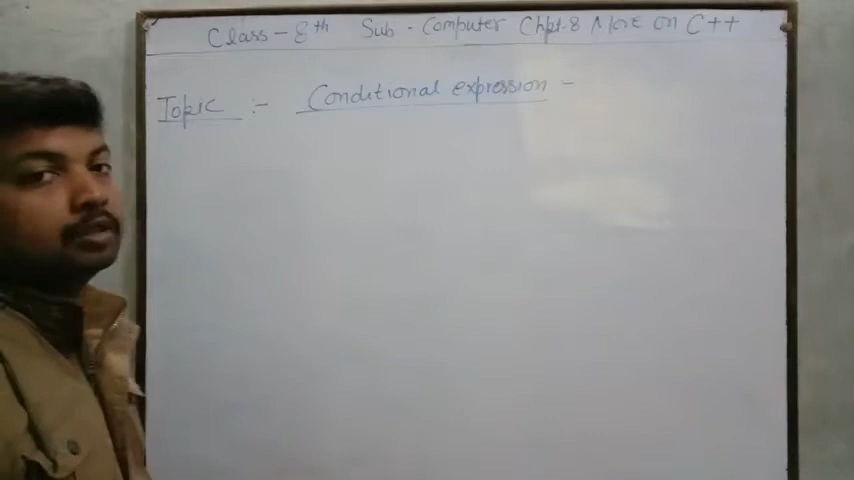 Class - 8th Sub - Computer Chpt. 8 More on C++
Topic :- Conditional expression -